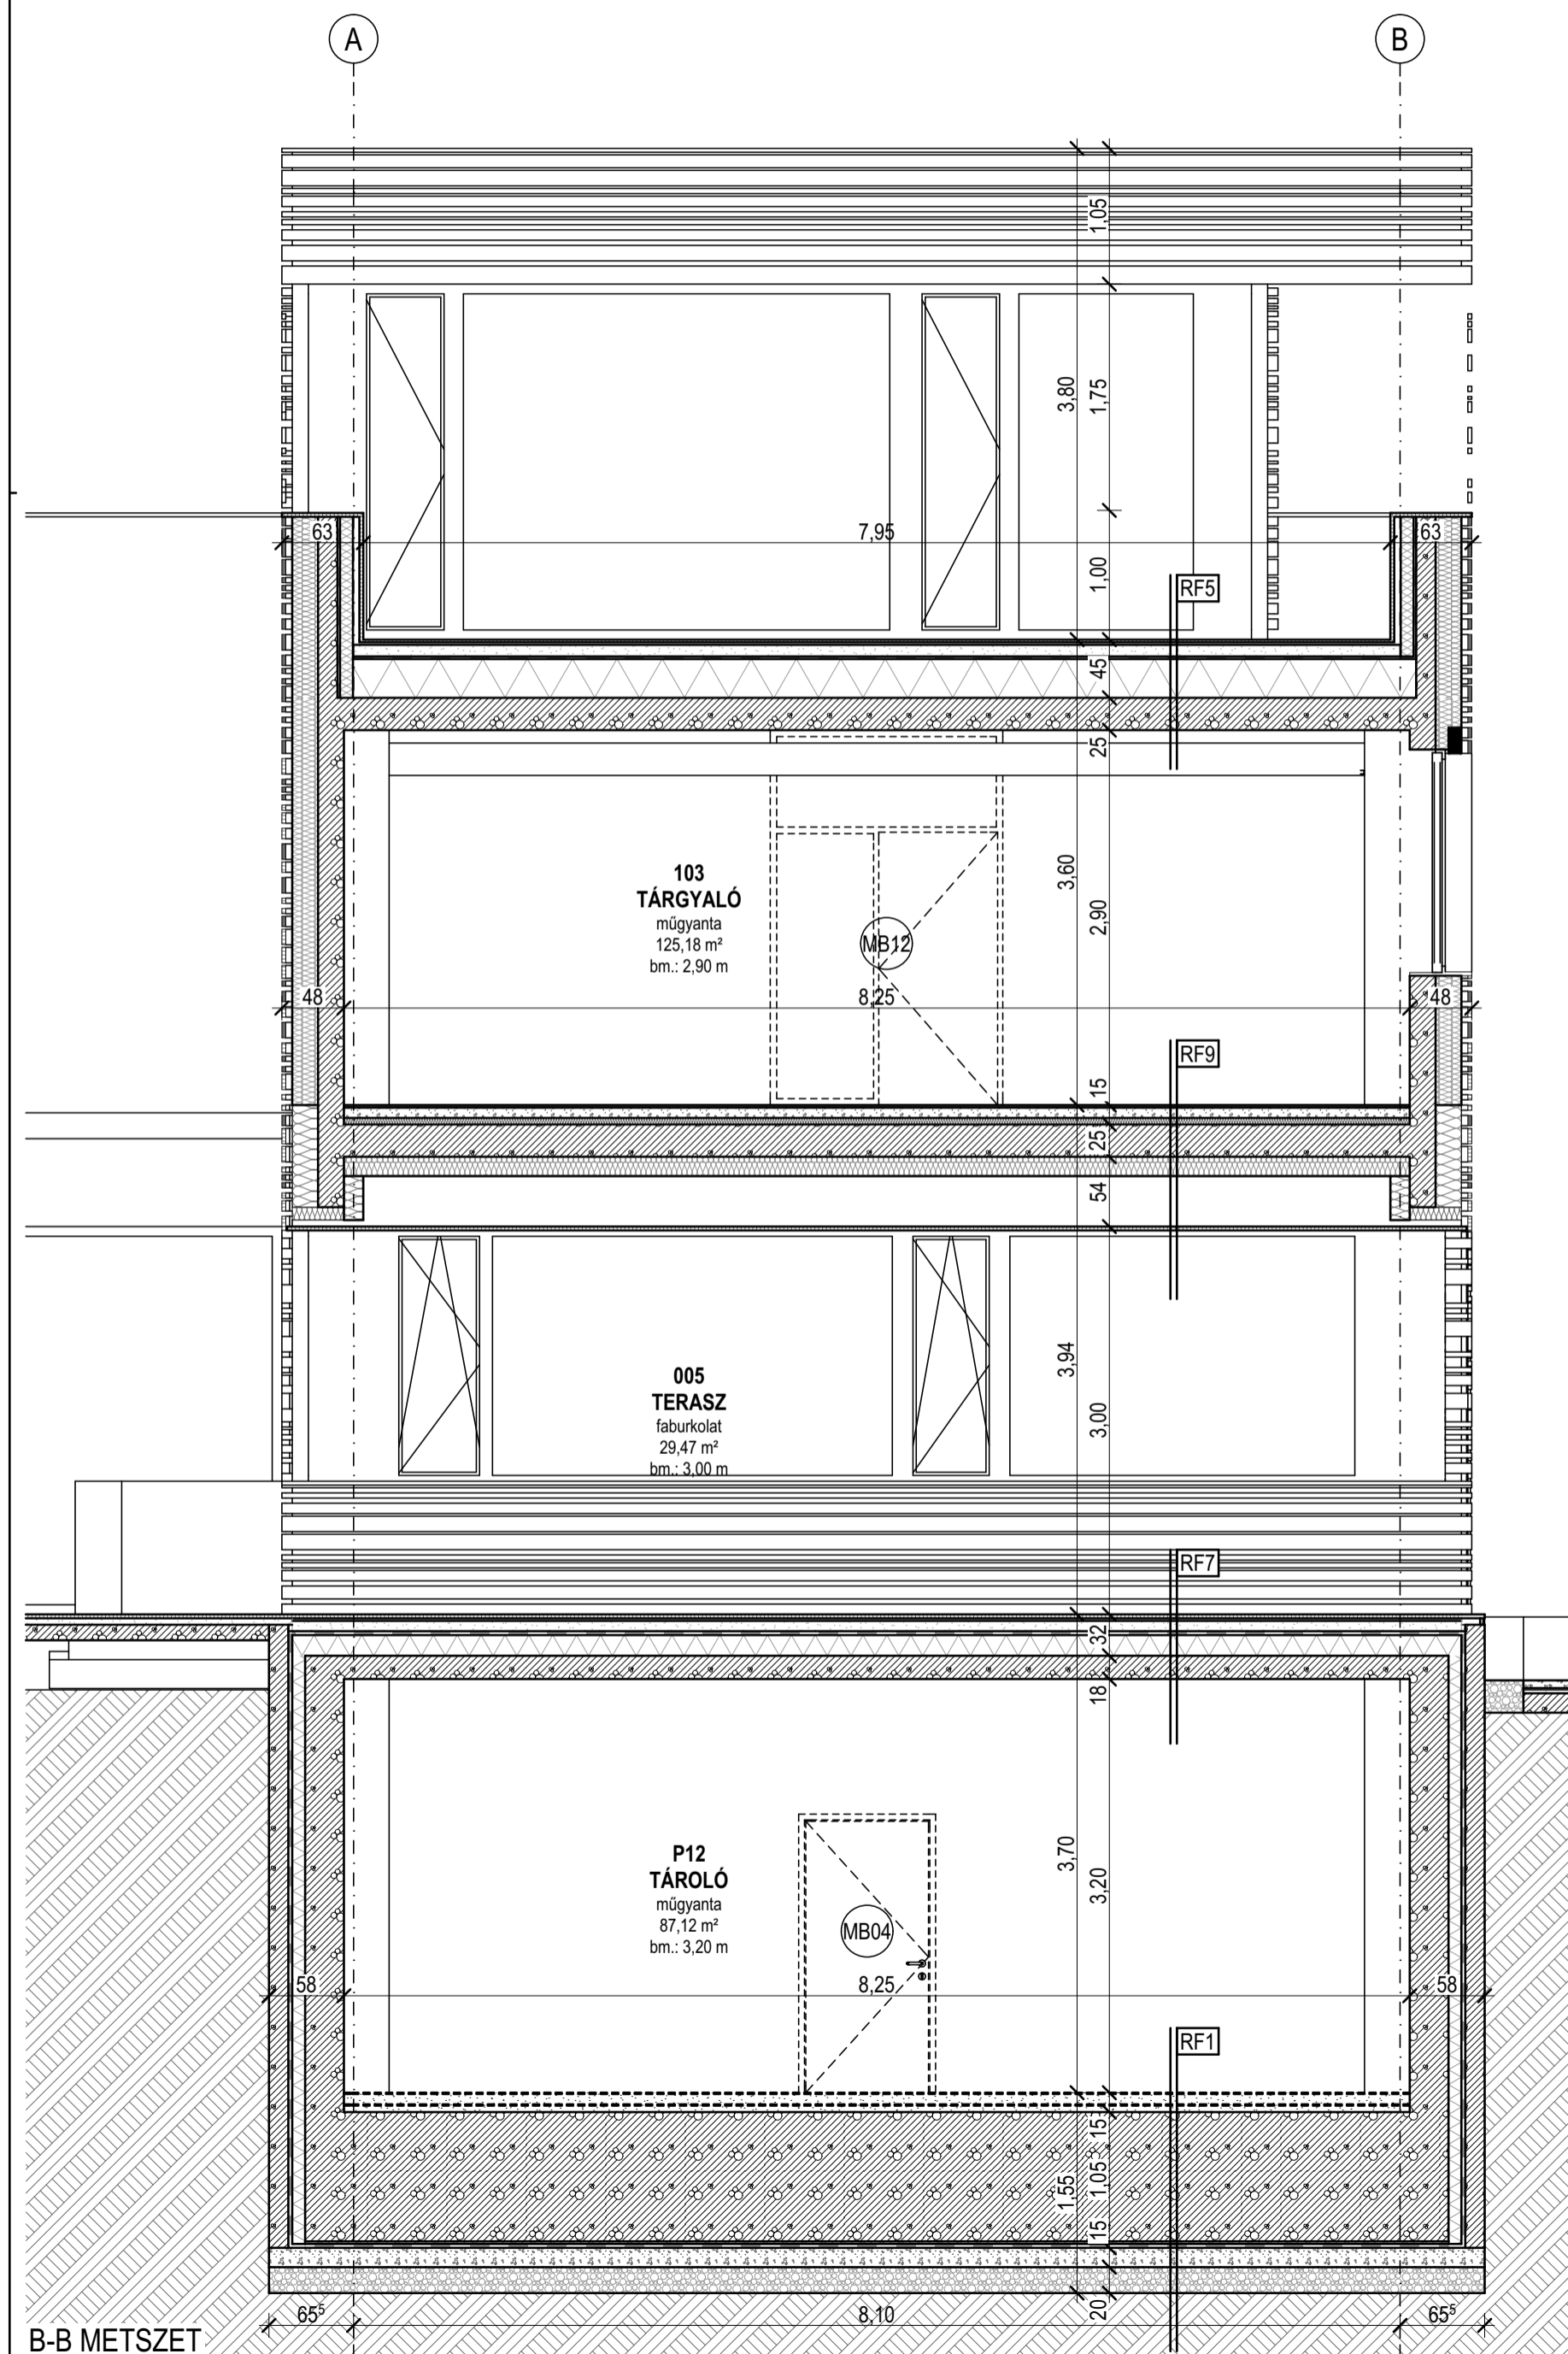 A
B
1,05
3,80
1,75
63
7,95
63
1,00
RF5
45
25
103
TÁRGYALÓ
műgyanta
125,18 m²
bm.: 2,90 m
MB12
3,60
2,90
48
8,25
48
RF9
15
25
54
005
TERASZ
faburkolat
29,47 m²
bm.: 3,00 m
3,94
3,00
RF7
32
18
P12
TÁROLÓ
műgyanta
87,12 m²
bm.: 3,20 m
MB04
3,70
3,20
58
8,25
58
RF1
15
1,55
1,05
15
20
65⁵
8,10
65⁵
B-B METSZET